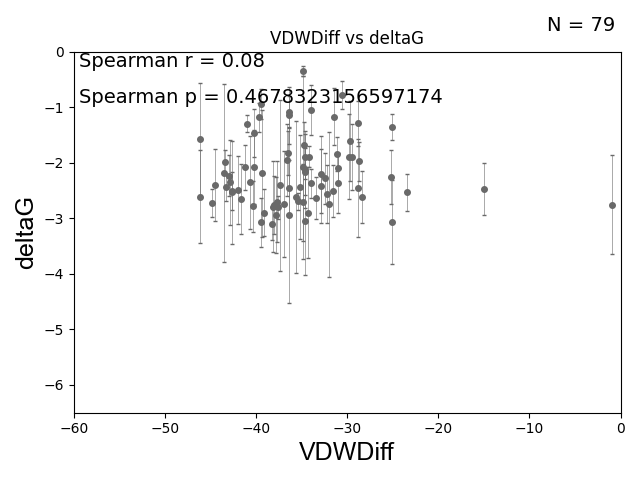 N = 79
VDWDiff vs deltaG
Spearman r = 0.08
Spearman p = 0.4678323156597174
deltaG
0
−1
−2
−3
−4
−5
−6
−60 −50 −40 −30 −20 −10 0
VDWDiff